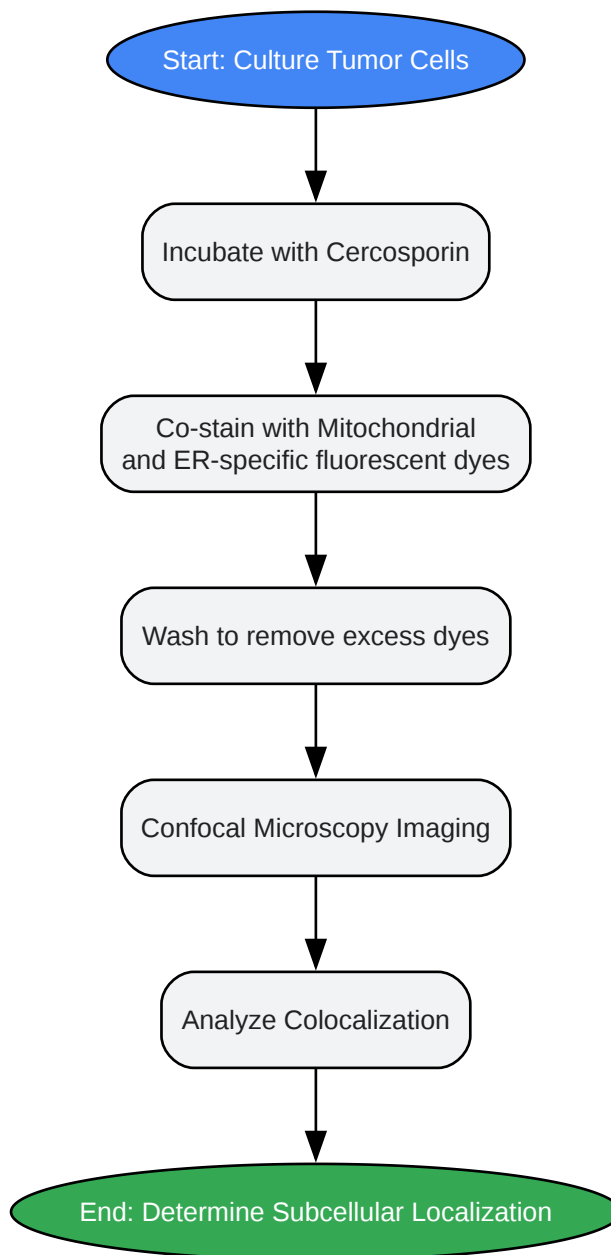 Start: Culture Tumor Cells
Incubate with Cercosporin
Co-stain with Mitochondrial
and ER-specific fluorescent dyes
Wash to remove excess dyes
Confocal Microscopy Imaging
Analyze Colocalization
End: Determine Subcellular Localization